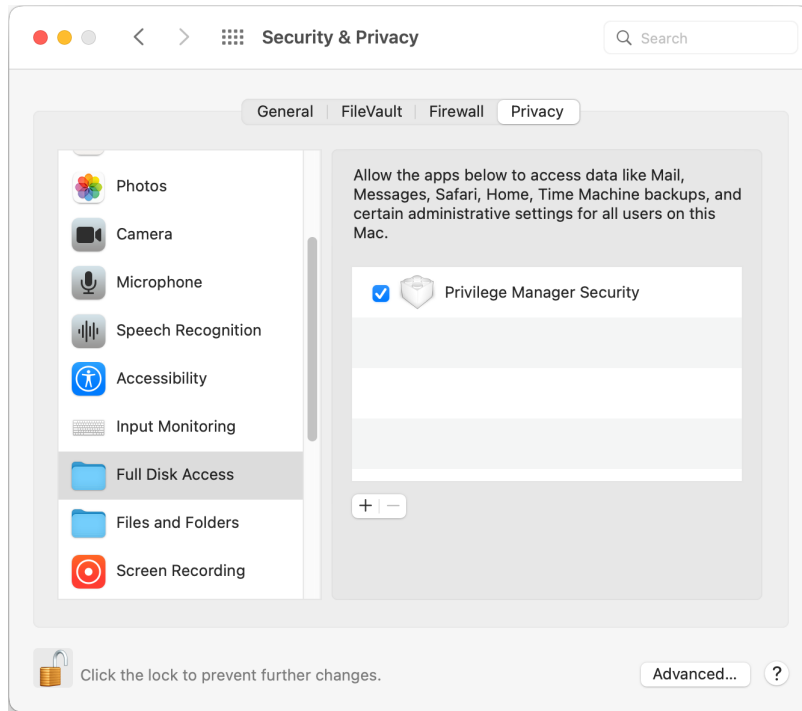 Security & Privacy
Search
General
FileVault
Firewall
Privacy
Photos
Camera
Microphone
Speech Recognition
Accessibility
Input Monitoring
Full Disk Access
Files and Folders
Screen Recording
Allow the apps below to access data like Mail,
Messages, Safari, Home, Time Machine backups, and
certain administrative settings for all users on this
Mac.
Privilege Manager Security
+
−
Click the lock to prevent further changes.
Advanced...
?